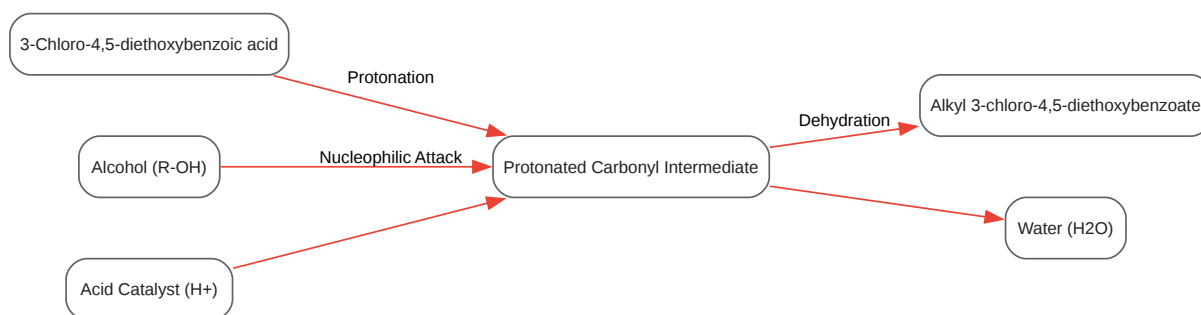 3-Chloro-4,5-diethoxybenzoic acid
Protonation
Alkyl 3-chloro-4,5-diethoxybenzoate
Dehydration
Alcohol (R-OH)
Nucleophilic Attack
Protonated Carbonyl Intermediate
Water (H2O)
Acid Catalyst (H+)